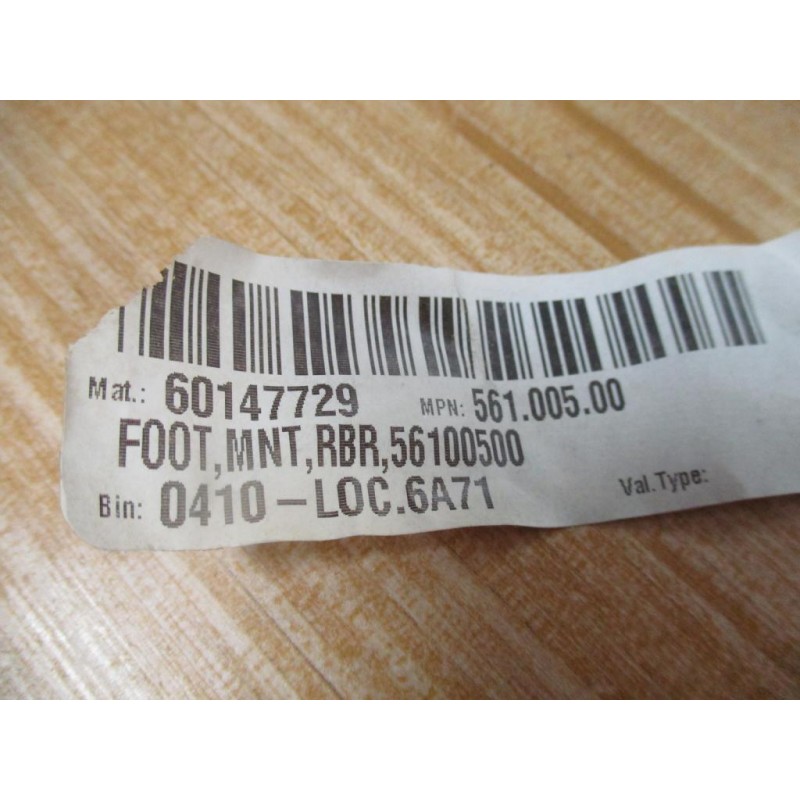 Mat.: 60147729 MPN: 561.005.00
FOOT,MNT,RBR,56100500
Bin: 0410-LOC.6A71 Val.Type: